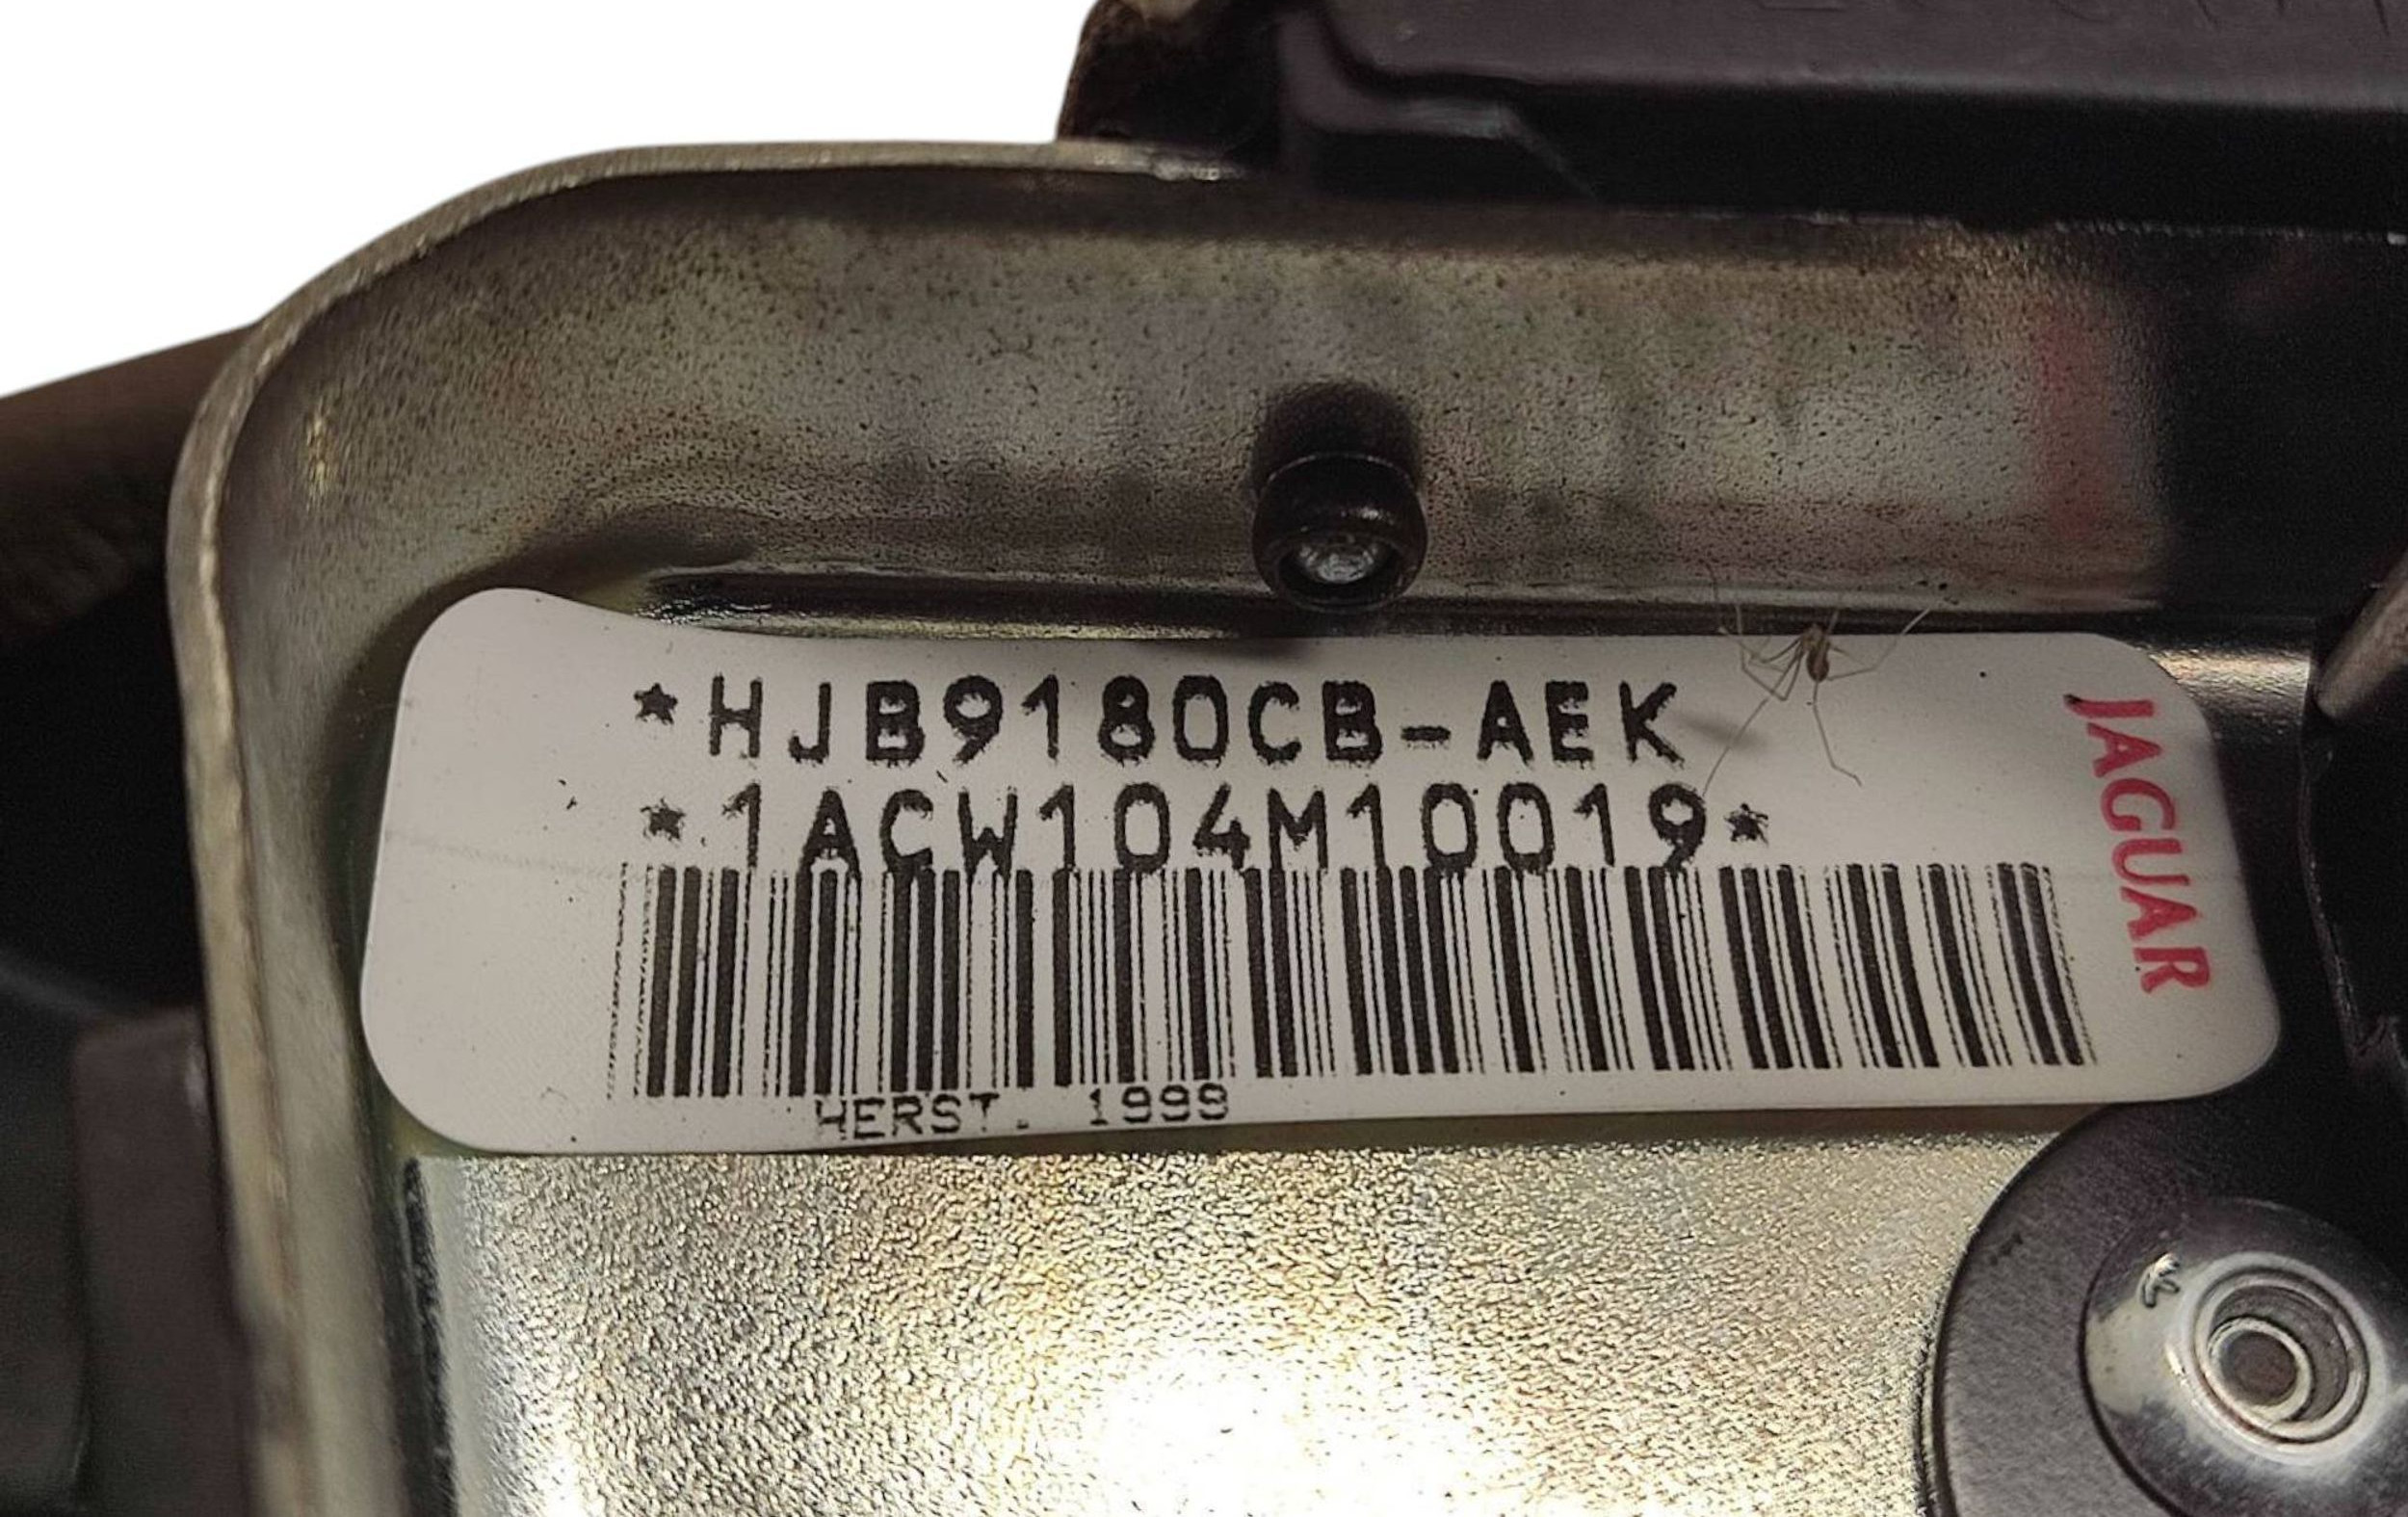 *HJB9180CB-AEK
*1ACW104M10019*
HERST. 1999
JAGUAR